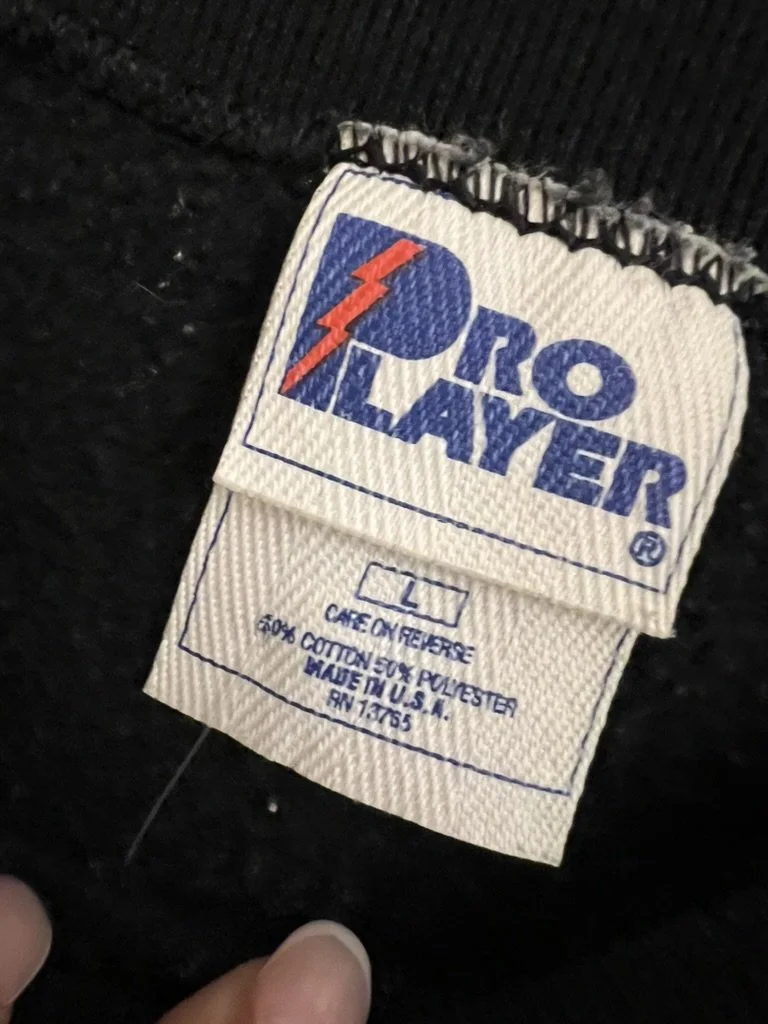 PRO
PLAYER
®
L
CARE ON REVERSE
50% COTTON 50% POLYESTER
MADE IN U.S.A.
RN 13765